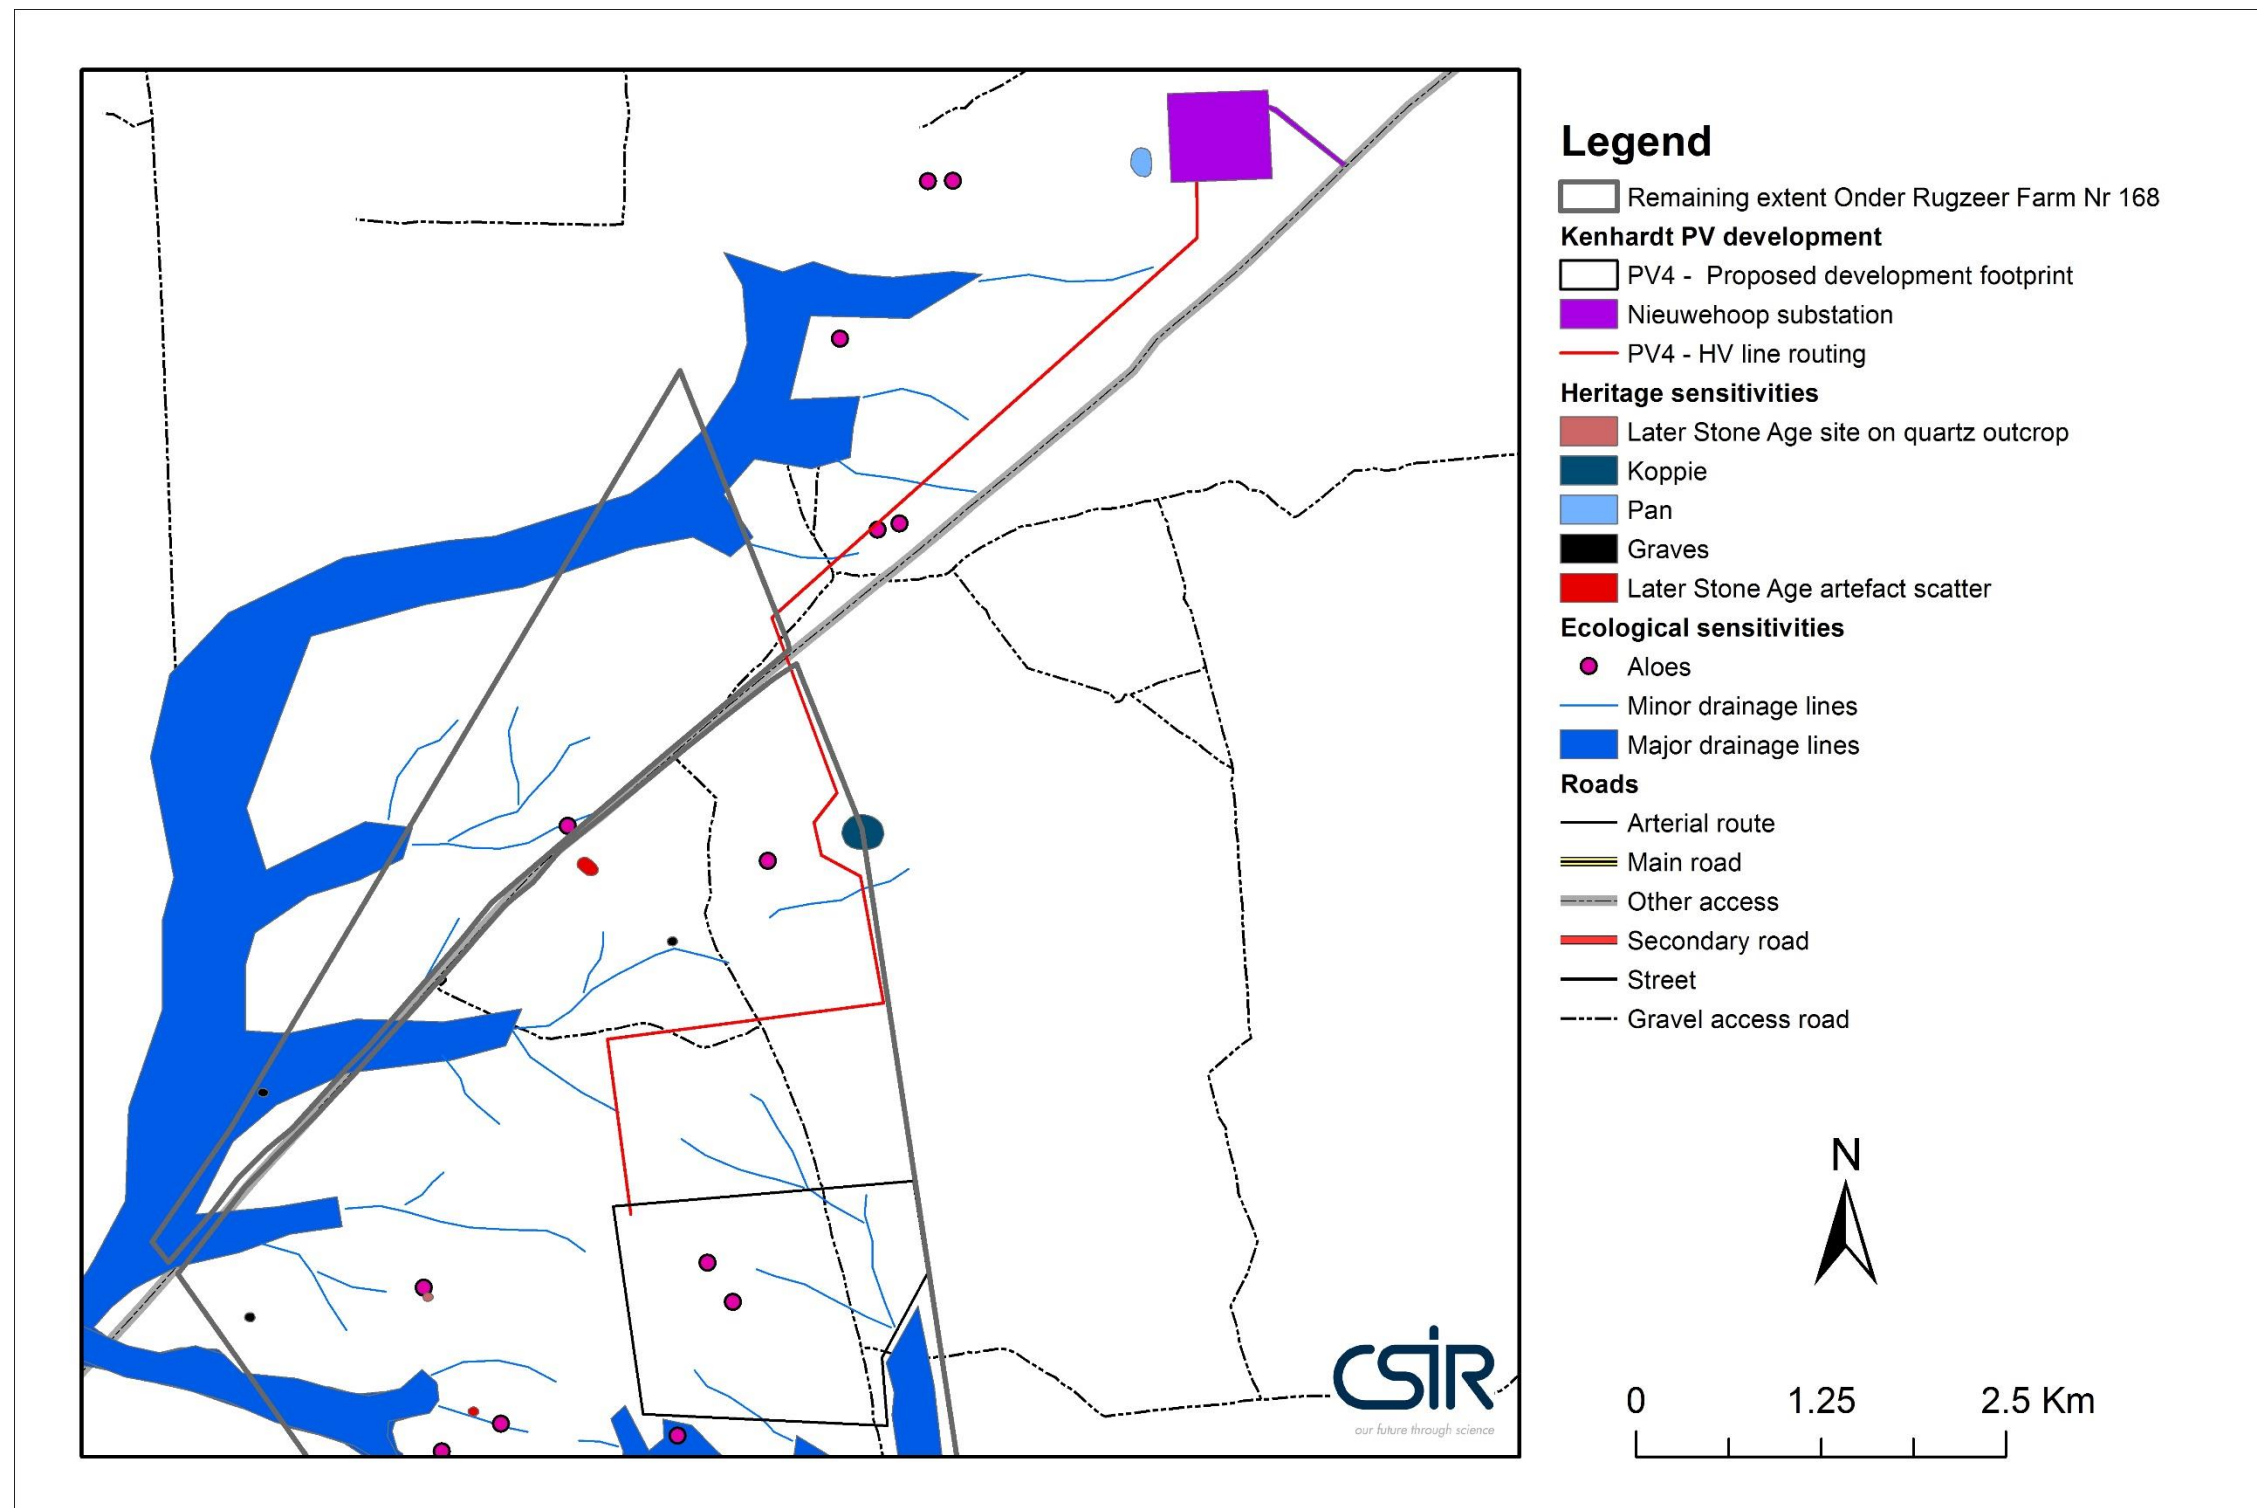 Legend
Remaining extent Onder Rugzeer Farm Nr 168
Kenhardt PV development
PV4 - Proposed development footprint
Nieuwehoop substation
PV4 - HV line routing
Heritage sensitivities
Later Stone Age site on quartz outcrop
Koppie
Pan
Graves
Later Stone Age artefact scatter
Ecological sensitivities
Aloes
Minor drainage lines
Major drainage lines
Roads
Arterial route
Main road
Other access
Secondary road
Street
Gravel access road
N
CSIR
our future through science
0 1.25 2.5 Km